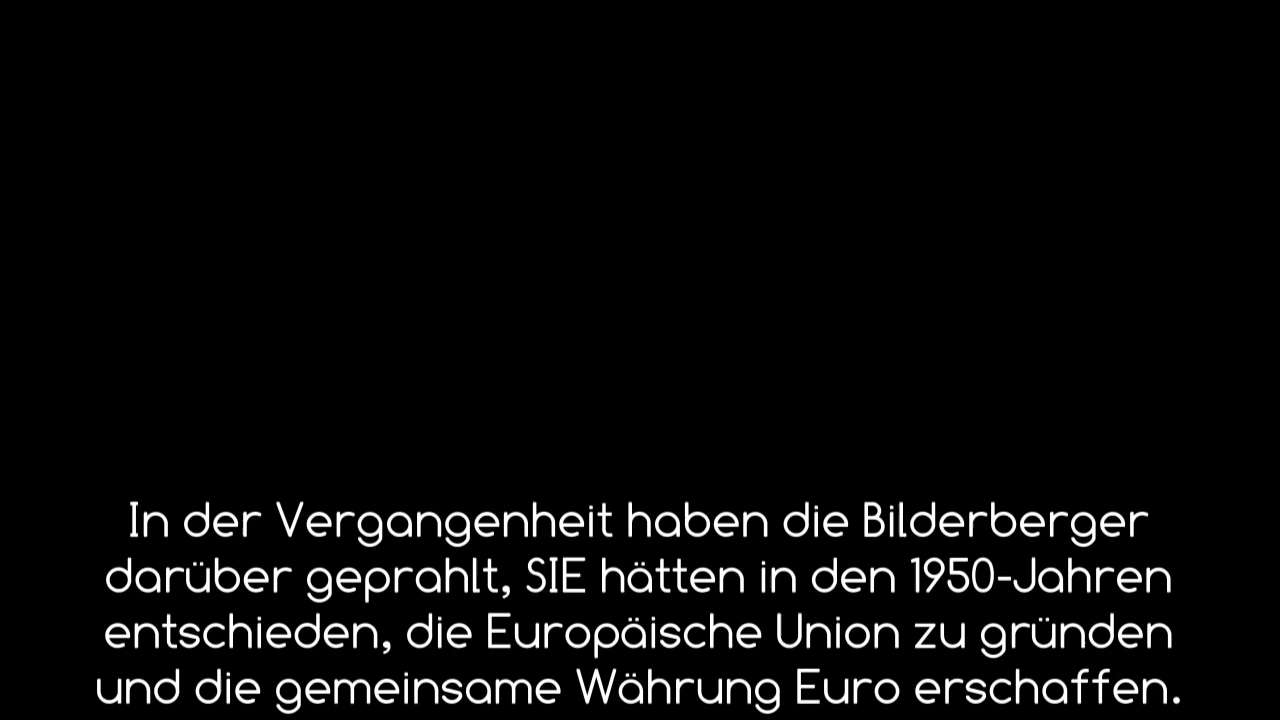 In der Vergangenheit haben die Bilderberger
darüber geprahlt, SIE hätten in den 1950-Jahren
entschieden, die Europäische Union zu gründen
und die gemeinsame Währung Euro erschaffen.